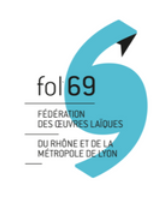 fol 69
FÉDÉRATION
DES ŒUVRES LAÏQUES
DU RHÔNE ET DE LA
MÉTROPOLE DE LYON